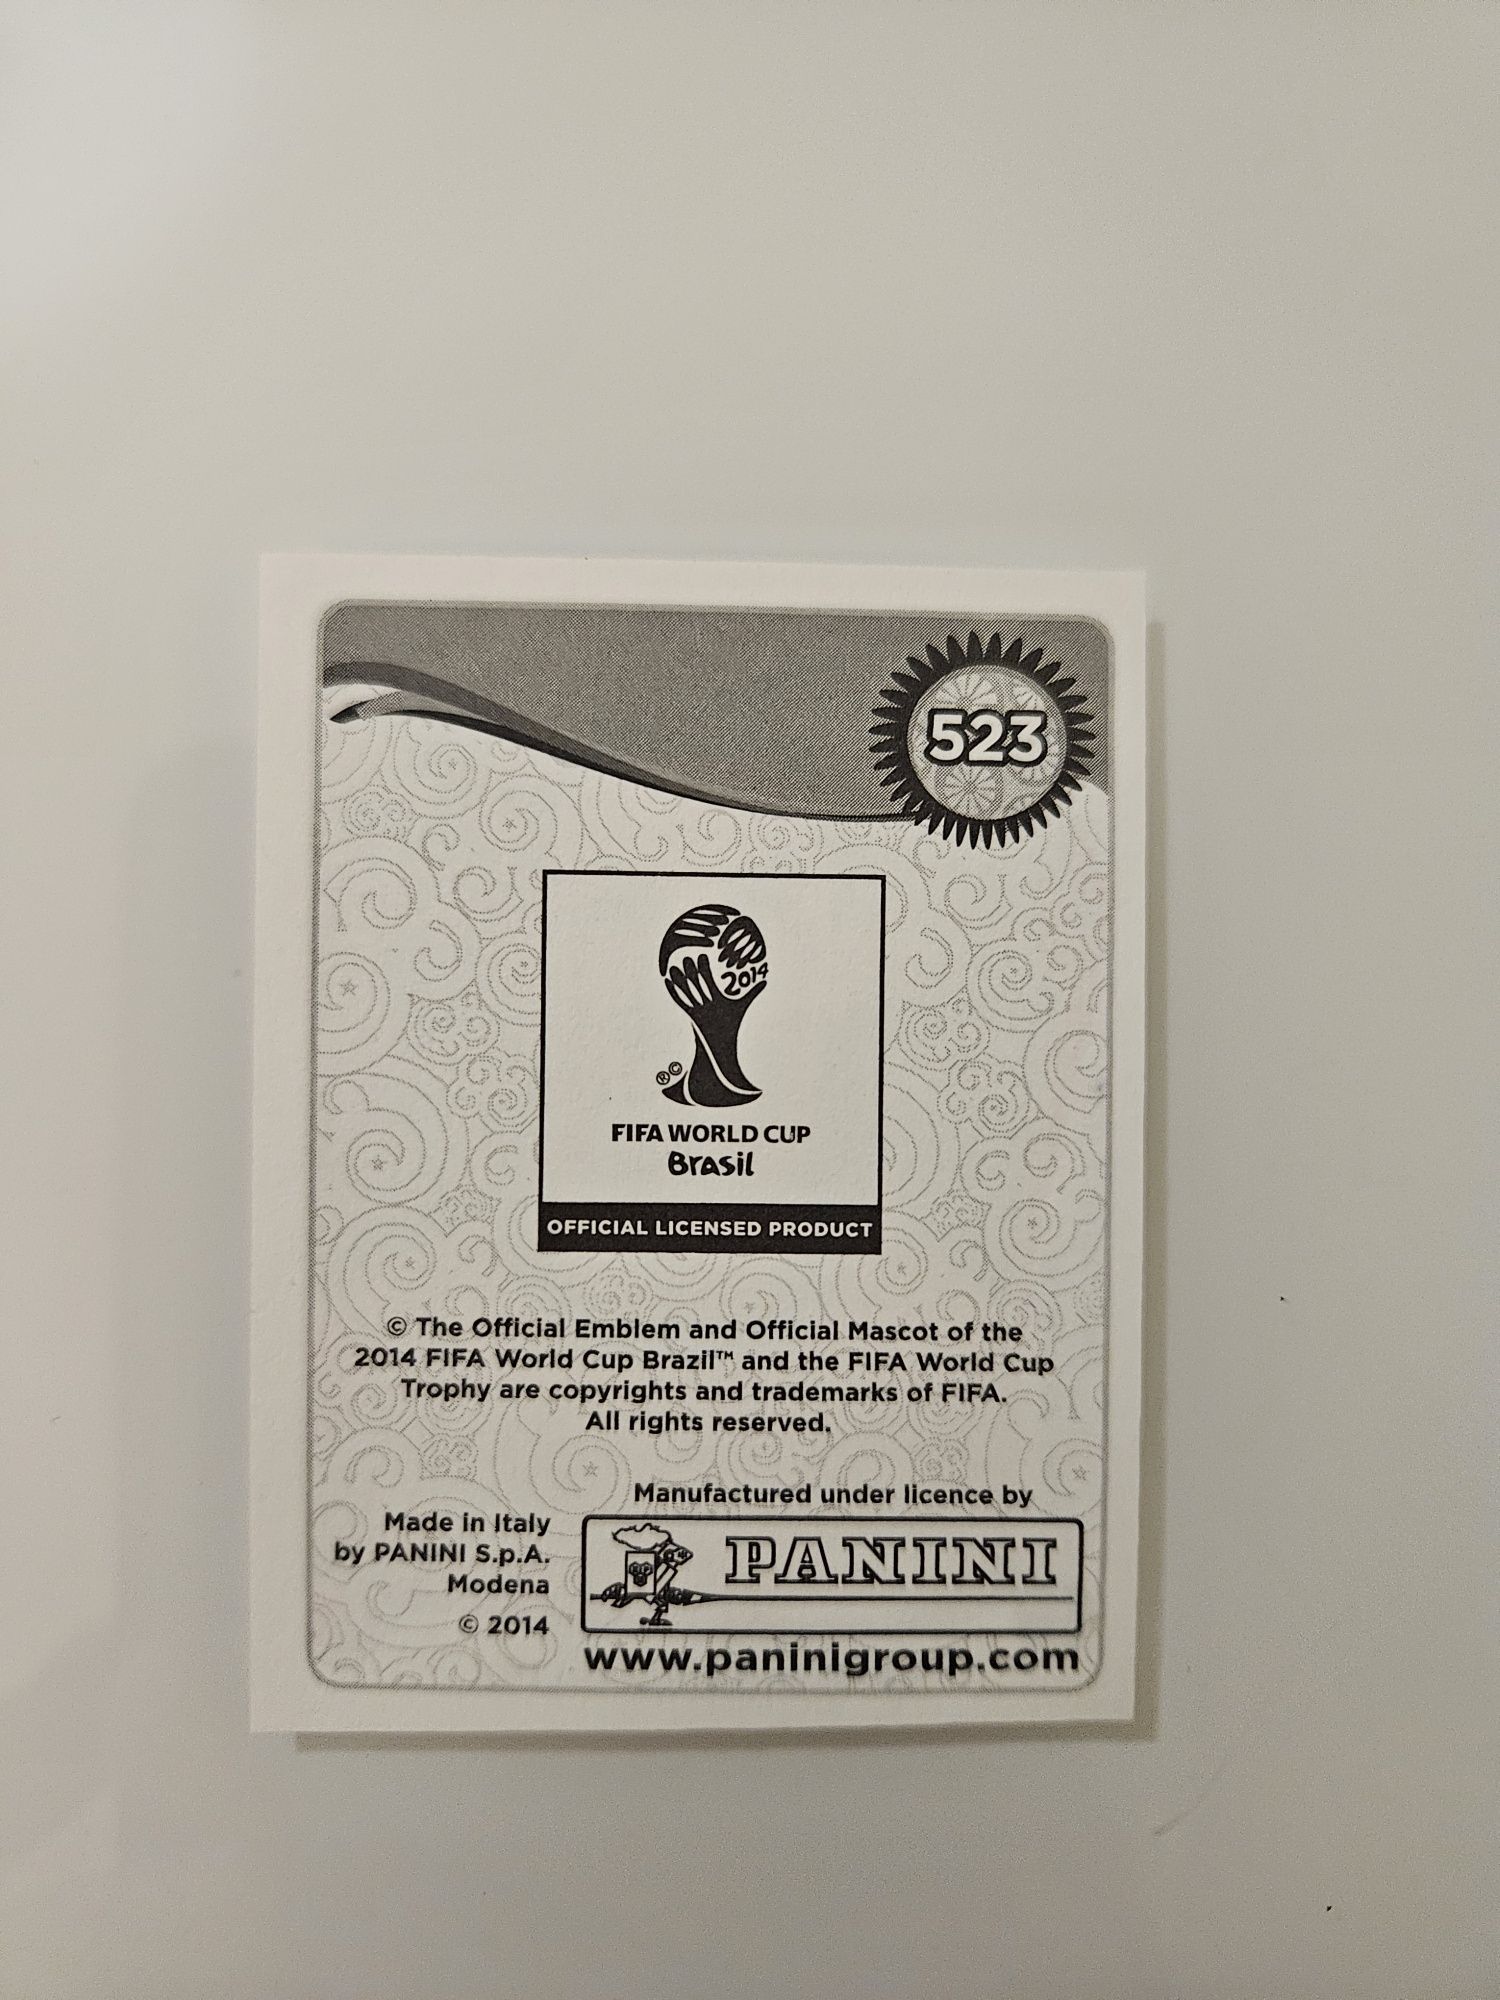 523
2014
®©
FIFA WORLD CUP
Brasil
OFFICIAL LICENSED PRODUCT
© The Official Emblem and Official Mascot of the
2014 FIFA World Cup Brazil™ and the FIFA World Cup
Trophy are copyrights and trademarks of FIFA.
All rights reserved.
Made in Italy
by PANINI S.p.A.
Modena
© 2014
Manufactured under licence by
PANINI
www.paninigroup.com